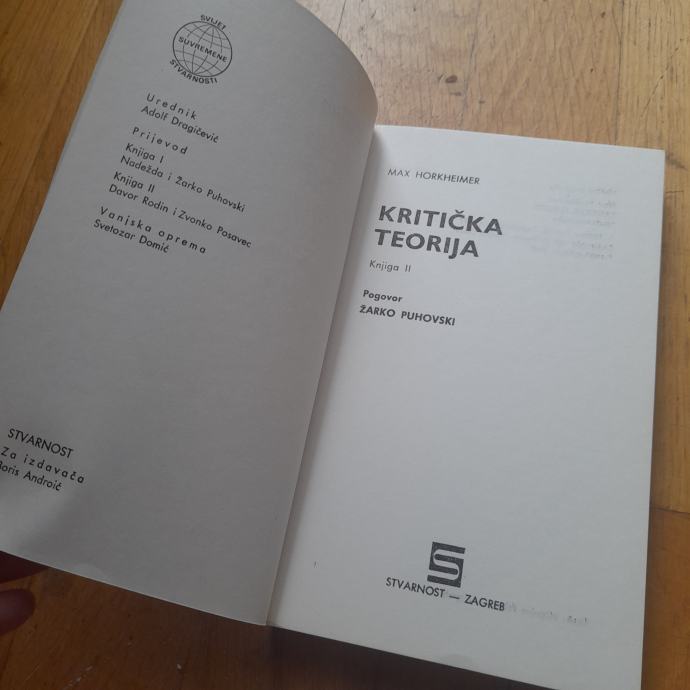 SVIJET
SUVREMENE
STVARNOSTI
Urednik
Adolf Dragičević
Prijevod
Knjiga I
Nadežda i Žarko Puhovski
Knjiga II
Davor Rodin i Zvonko Posavec
Vanjska oprema
Svetozar Domić
STVARNOST
Za izdavača
Boris Androić
MAX HORKHEIMER
KRITIČKA
TEORIJA
Knjiga II
Pogovor
ŽARKO PUHOVSKI
STVARNOST — ZAGREB